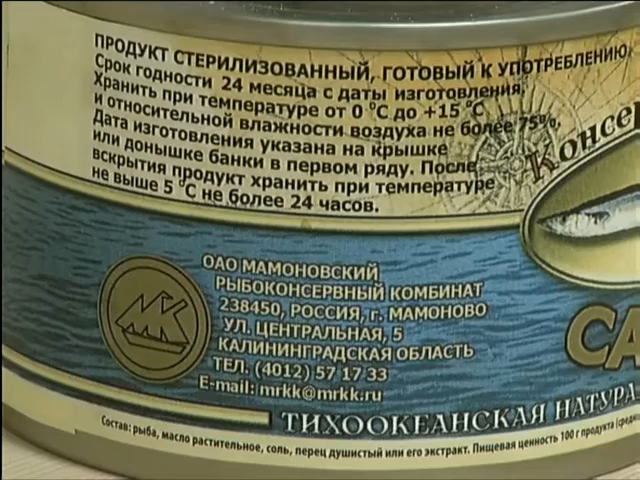 ПРОДУКТ СТЕРИЛИЗОВАННЫЙ, ГОТОВЫЙ К УПОТРЕБЛЕНИЮ.
Срок годности 24 месяца с даты изготовления.
Хранить при температуре от 0 °С до +15 °С
и относительной влажности воздуха не более 75%.
Дата изготовления указана на крышке
или донышке банки в первом ряду. После
вскрытия продукт хранить при температуре
не выше 5 °С не более 24 часов.
Консер
ОАО МАМОНОВСКИЙ
РЫБОКОНСЕРВНЫЙ КОМБИНАТ
238450, РОССИЯ, г. МАМОНОВО
УЛ. ЦЕНТРАЛЬНАЯ, 5
КАЛИНИНГРАДСКАЯ ОБЛАСТЬ
ТЕЛ. (4012) 57 17 33
E-mail: mrkk@mrkk.ru
СА
ТИХООКЕАНСКАЯ НАТУРА
Состав: рыба, масло растительное, соль, перец душистый или его экстракт. Пищевая ценность 100 г продукта